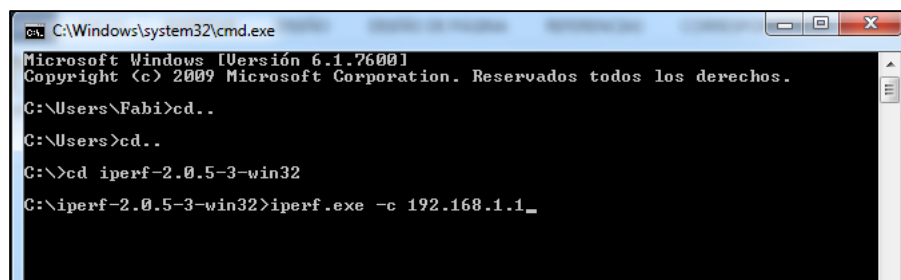 C:\Windows\system32\cmd.exe
Microsoft Windows [Versión 6.1.7600]
Copyright (c) 2009 Microsoft Corporation. Reservados todos los derechos.
C:\Users\Fabi>cd..
C:\Users>cd..
C:\>cd iperf-2.0.5-3-win32
C:\iperf-2.0.5-3-win32>iperf.exe -c 192.168.1.1_